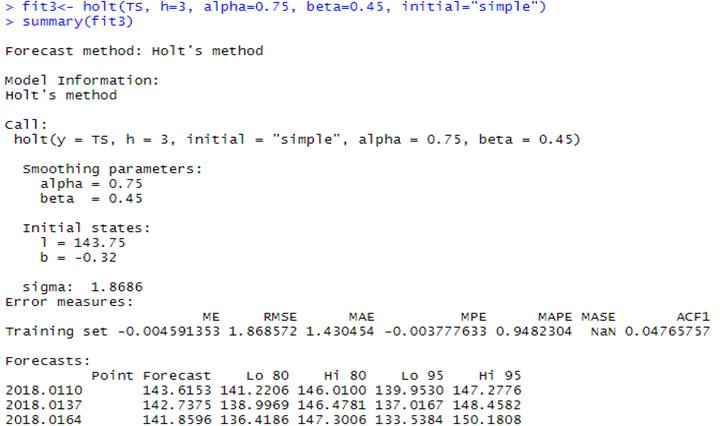 > fit3<- holt(TS, h=3, alpha=0.75, beta=0.45, initial="simple")
> summary(fit3)
Forecast method: Holt's method
Model Information:
Holt's method
Call:
holt(y = TS, h = 3, initial = "simple", alpha = 0.75, beta = 0.45)
Smoothing parameters:
alpha = 0.75
beta  = 0.45
Initial states:
l = 143.75
b = -0.32
sigma:  1.8686
Error measures:
ME RMSE MAE MPE MAPE MASE ACF1
Training set -0.004591353 1.868572 1.430454 -0.003777633 0.9482304 NaN 0.04765757
Forecasts:
Point Forecast Lo 80 Hi 80 Lo 95 Hi 95
2018.0110 143.6153 141.2206 146.0100 139.9530 147.2776
2018.0137 142.7375 138.9969 146.4781 137.0167 148.4582
2018.0164 141.8596 136.4186 147.3006 133.5384 150.1808